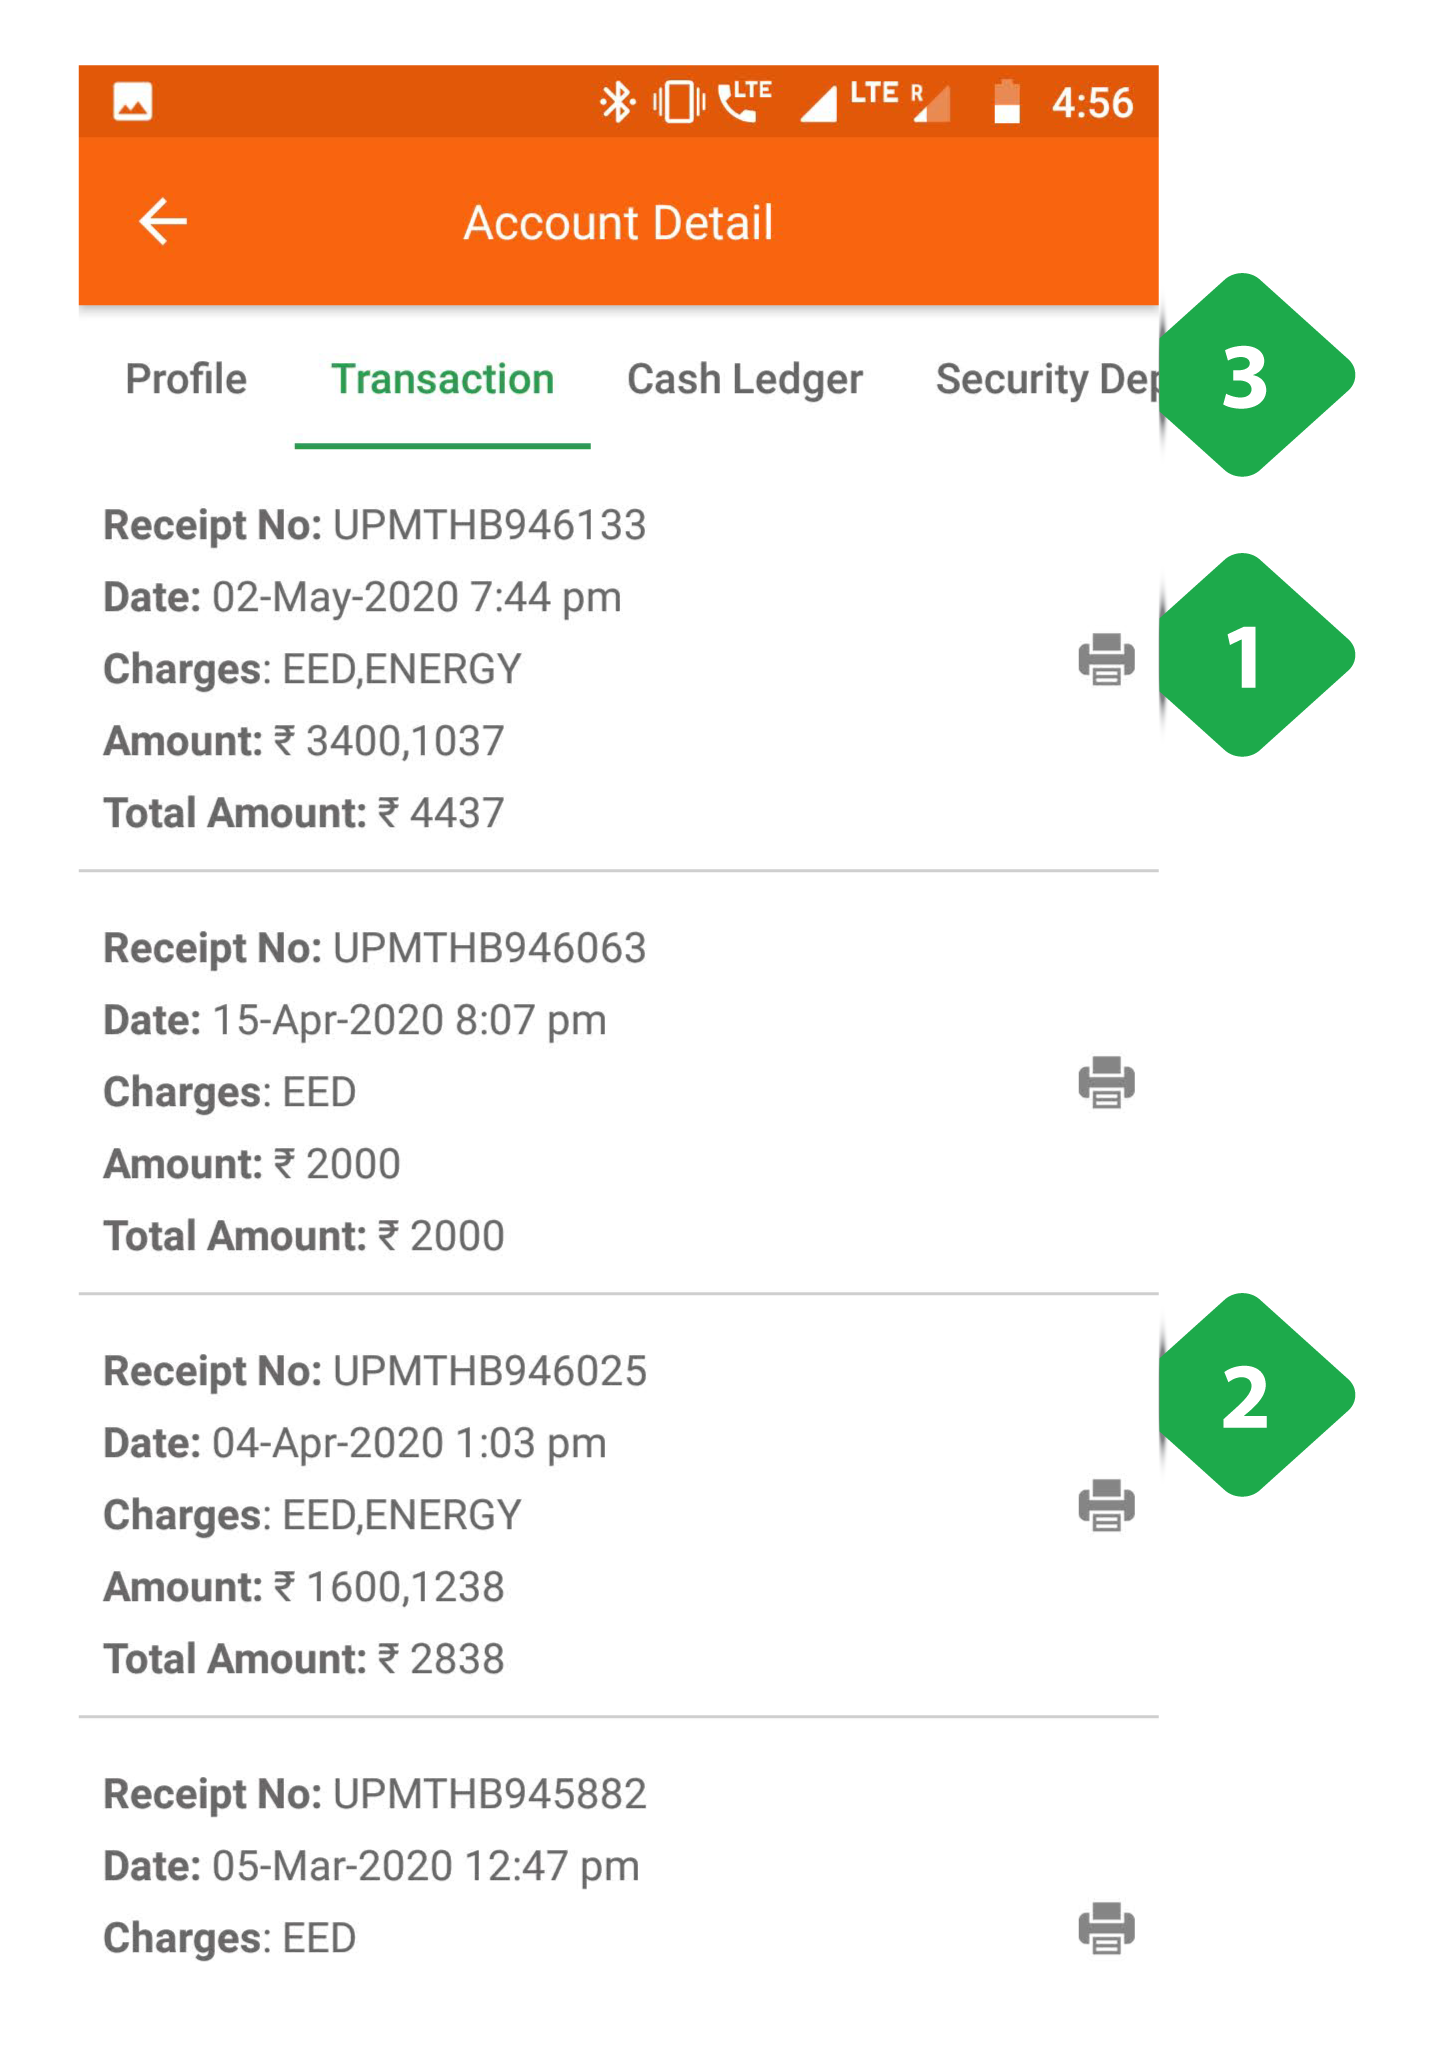 LTE LTE R 4:56
Account Detail
Profile Transaction Cash Ledger Security Dep
3
Receipt No: UPMTHB946133
Date: 02-May-2020 7:44 pm
Charges: EED,ENERGY
1
Amount: ₹ 3400,1037
Total Amount: ₹ 4437
Receipt No: UPMTHB946063
Date: 15-Apr-2020 8:07 pm
Charges: EED
Amount: ₹ 2000
Total Amount: ₹ 2000
Receipt No: UPMTHB946025
2
Date: 04-Apr-2020 1:03 pm
Charges: EED,ENERGY
Amount: ₹ 1600,1238
Total Amount: ₹ 2838
Receipt No: UPMTHB945882
Date: 05-Mar-2020 12:47 pm
Charges: EED